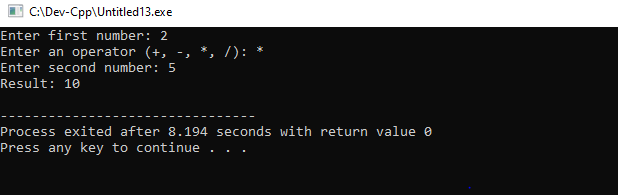 C:\Dev-Cpp\Untitled13.exe
Enter first number: 2
Enter an operator (+, -, *, /): *
Enter second number: 5
Result: 10
--------------------------------
Process exited after 8.194 seconds with return value 0
Press any key to continue . . .